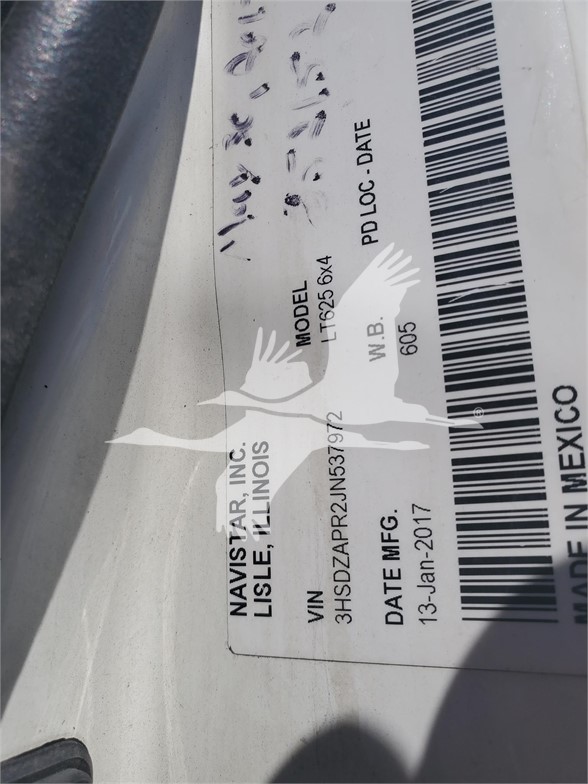 NAVISTAR, INC.
LISLE, ILLINOIS
VIN MODEL
3HSDZAPR2JN537972 LT625 6x4
DATE MFG. W.B. PD LOC - DATE
13-Jan-2017 605
MADE IN MEXICO
®